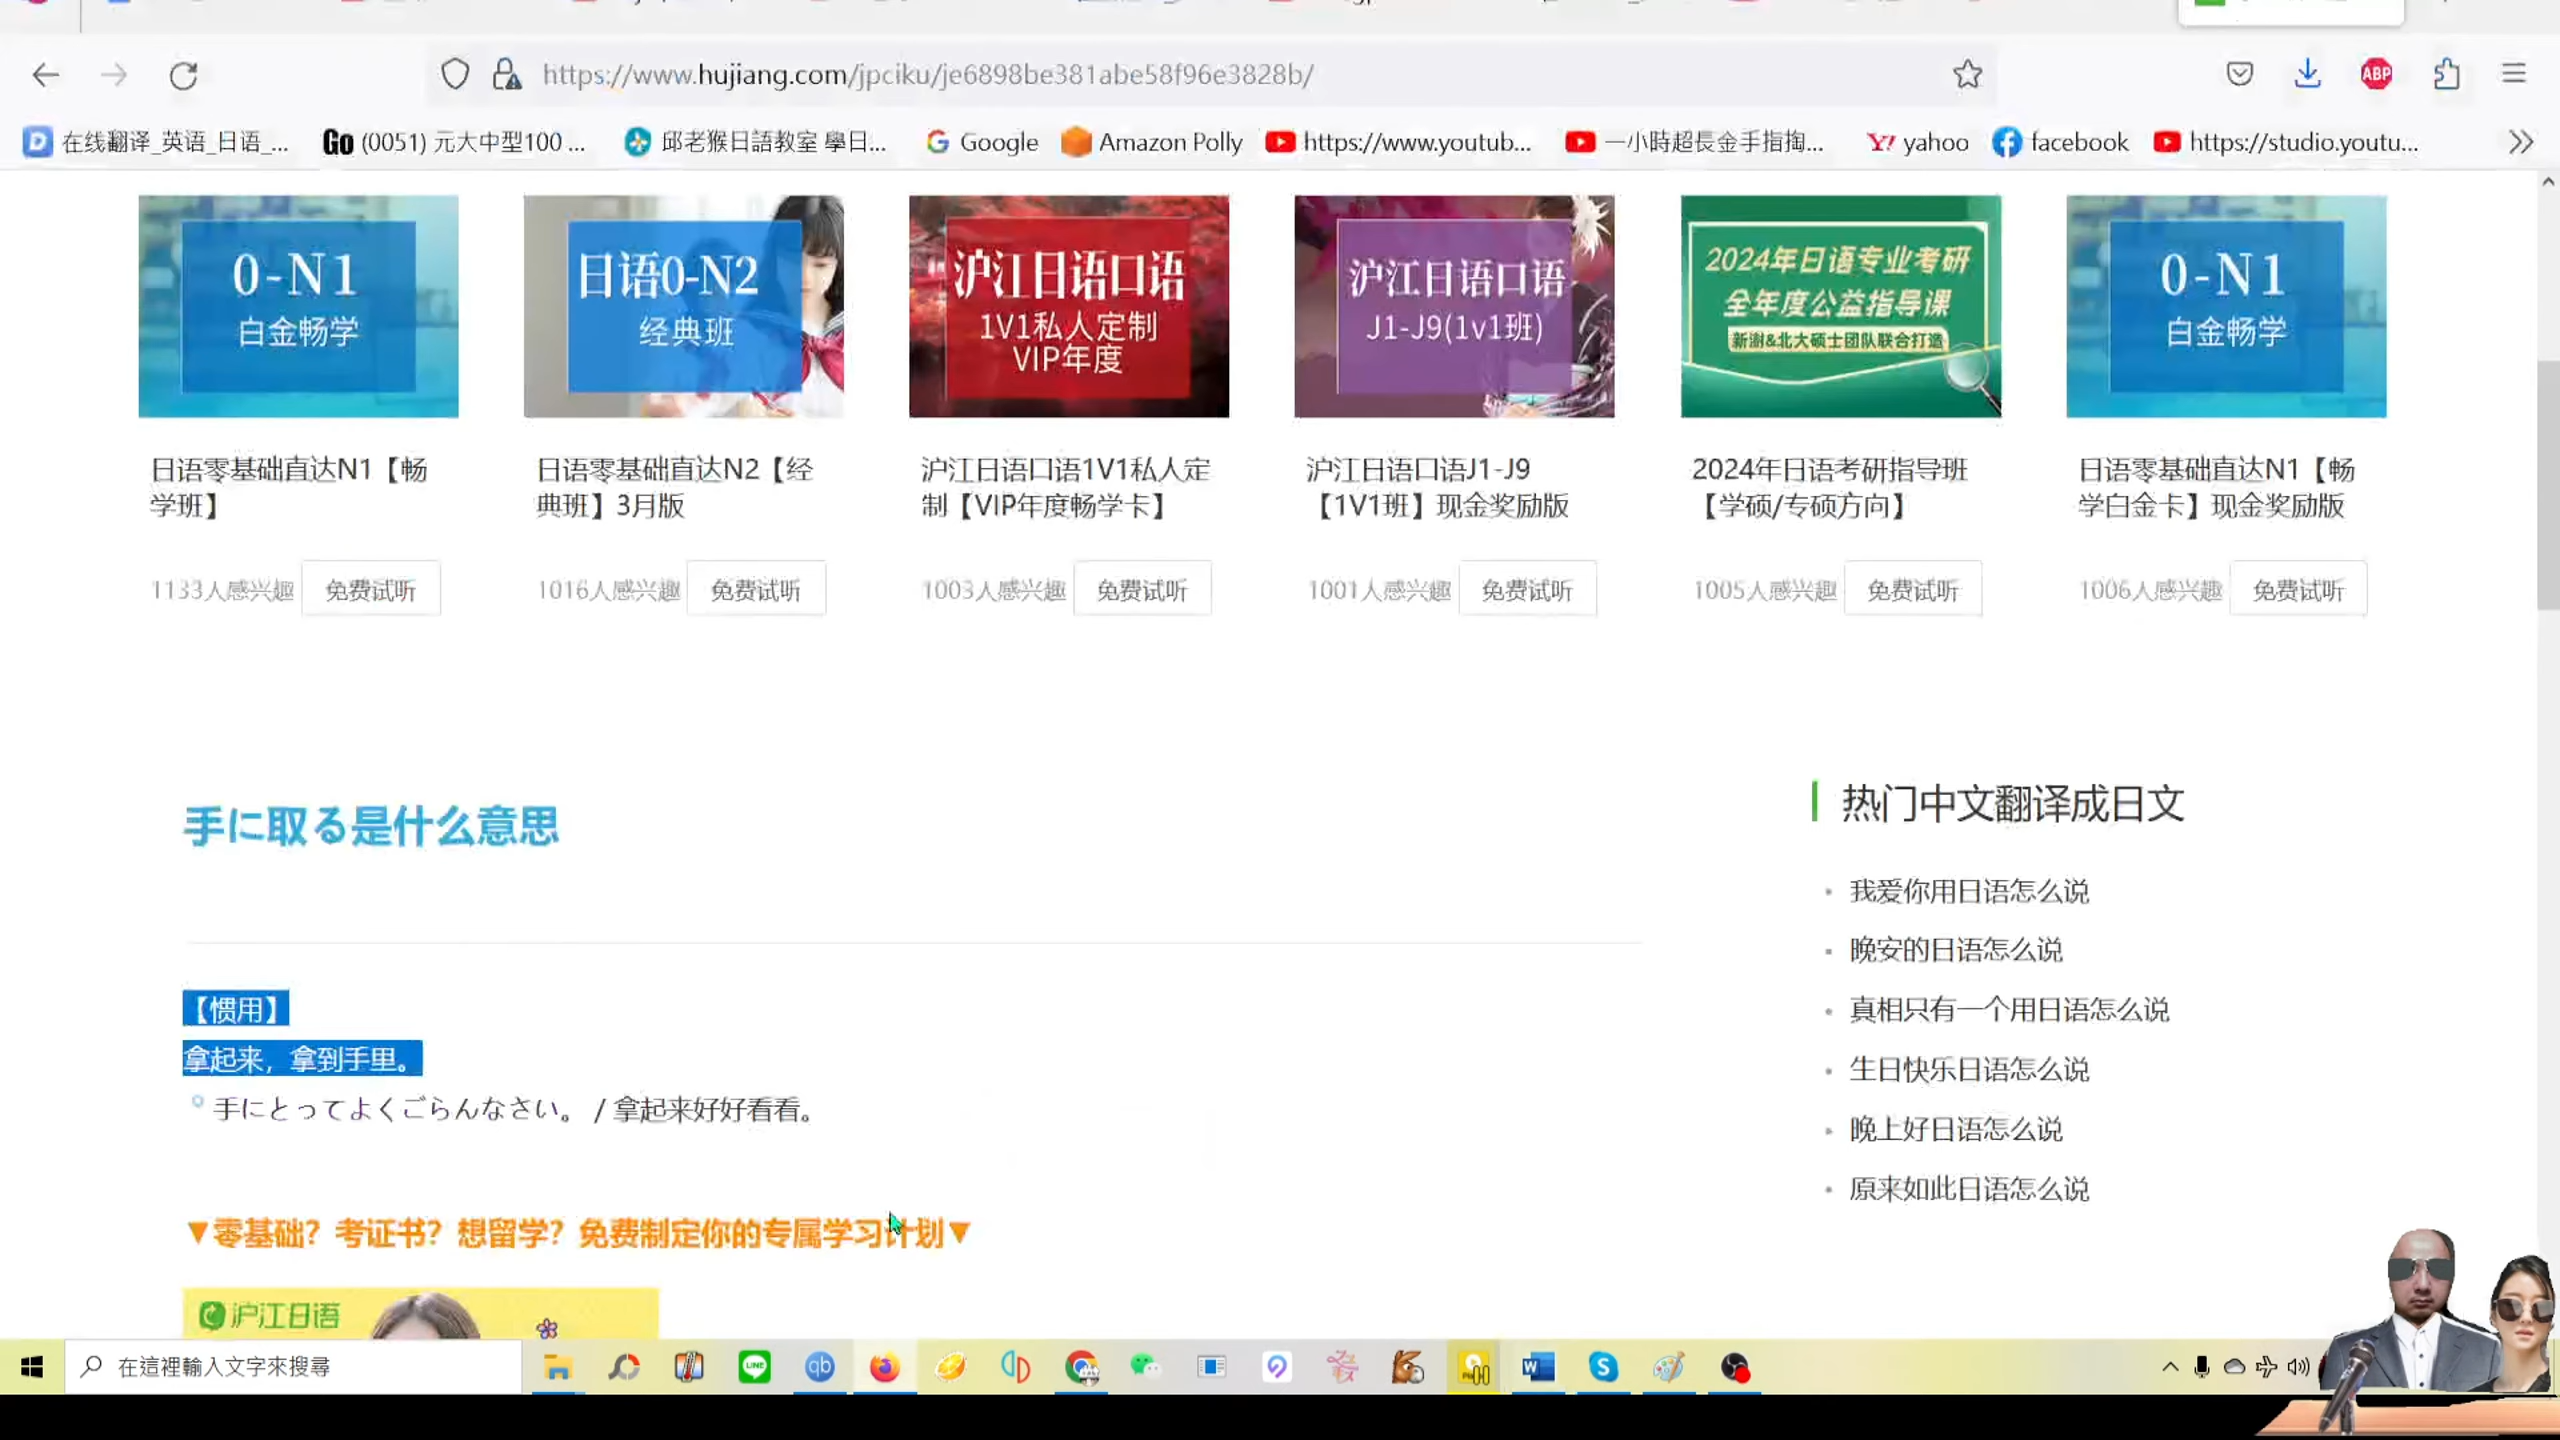 https://www.hujiang.com/jpciku/je6898be381abe58f96e3828b/
ABP
在线翻译_英语_日语_...
Go (0051) 元大中型100 ...
邱老猴日語教室 學日...
Google
Amazon Polly
https://www.youtub...
一小時超長金手指掏...
yahoo
facebook
https://studio.youtu...
0-N1
白金畅学
日语0-N2
经典班
沪江日语口语
1V1私人定制
VIP年度
沪江日语口语
J1-J9(1v1班)
2024年日语专业考研
全年度公益指导课
新澍&北大硕士团队联合打造
0-N1
白金畅学
日语零基础直达N1【畅
学班】
日语零基础直达N2【经
典班】3月版
沪江日语口语1V1私人定
制【VIP年度畅学卡】
沪江日语口语J1-J9
【1V1班】现金奖励版
2024年日语考研指导班
【学硕/专硕方向】
日语零基础直达N1【畅
学白金卡】现金奖励版
1133人感兴趣 免费试听
1016人感兴趣 免费试听
1003人感兴趣 免费试听
1001人感兴趣 免费试听
1005人感兴趣 免费试听
1006人感兴趣 免费试听
手に取る是什么意思
【惯用】
拿起来，拿到手里。
手にとってよくごらんなさい。 / 拿起来好好看看。
▼零基础？考证书？想留学？免费制定你的专属学习计划▼
沪江日语
热门中文翻译成日文
我爱你用日语怎么说
晚安的日语怎么说
真相只有一个用日语怎么说
生日快乐日语怎么说
晚上好日语怎么说
原来如此日语怎么说
在這裡輸入文字來搜尋